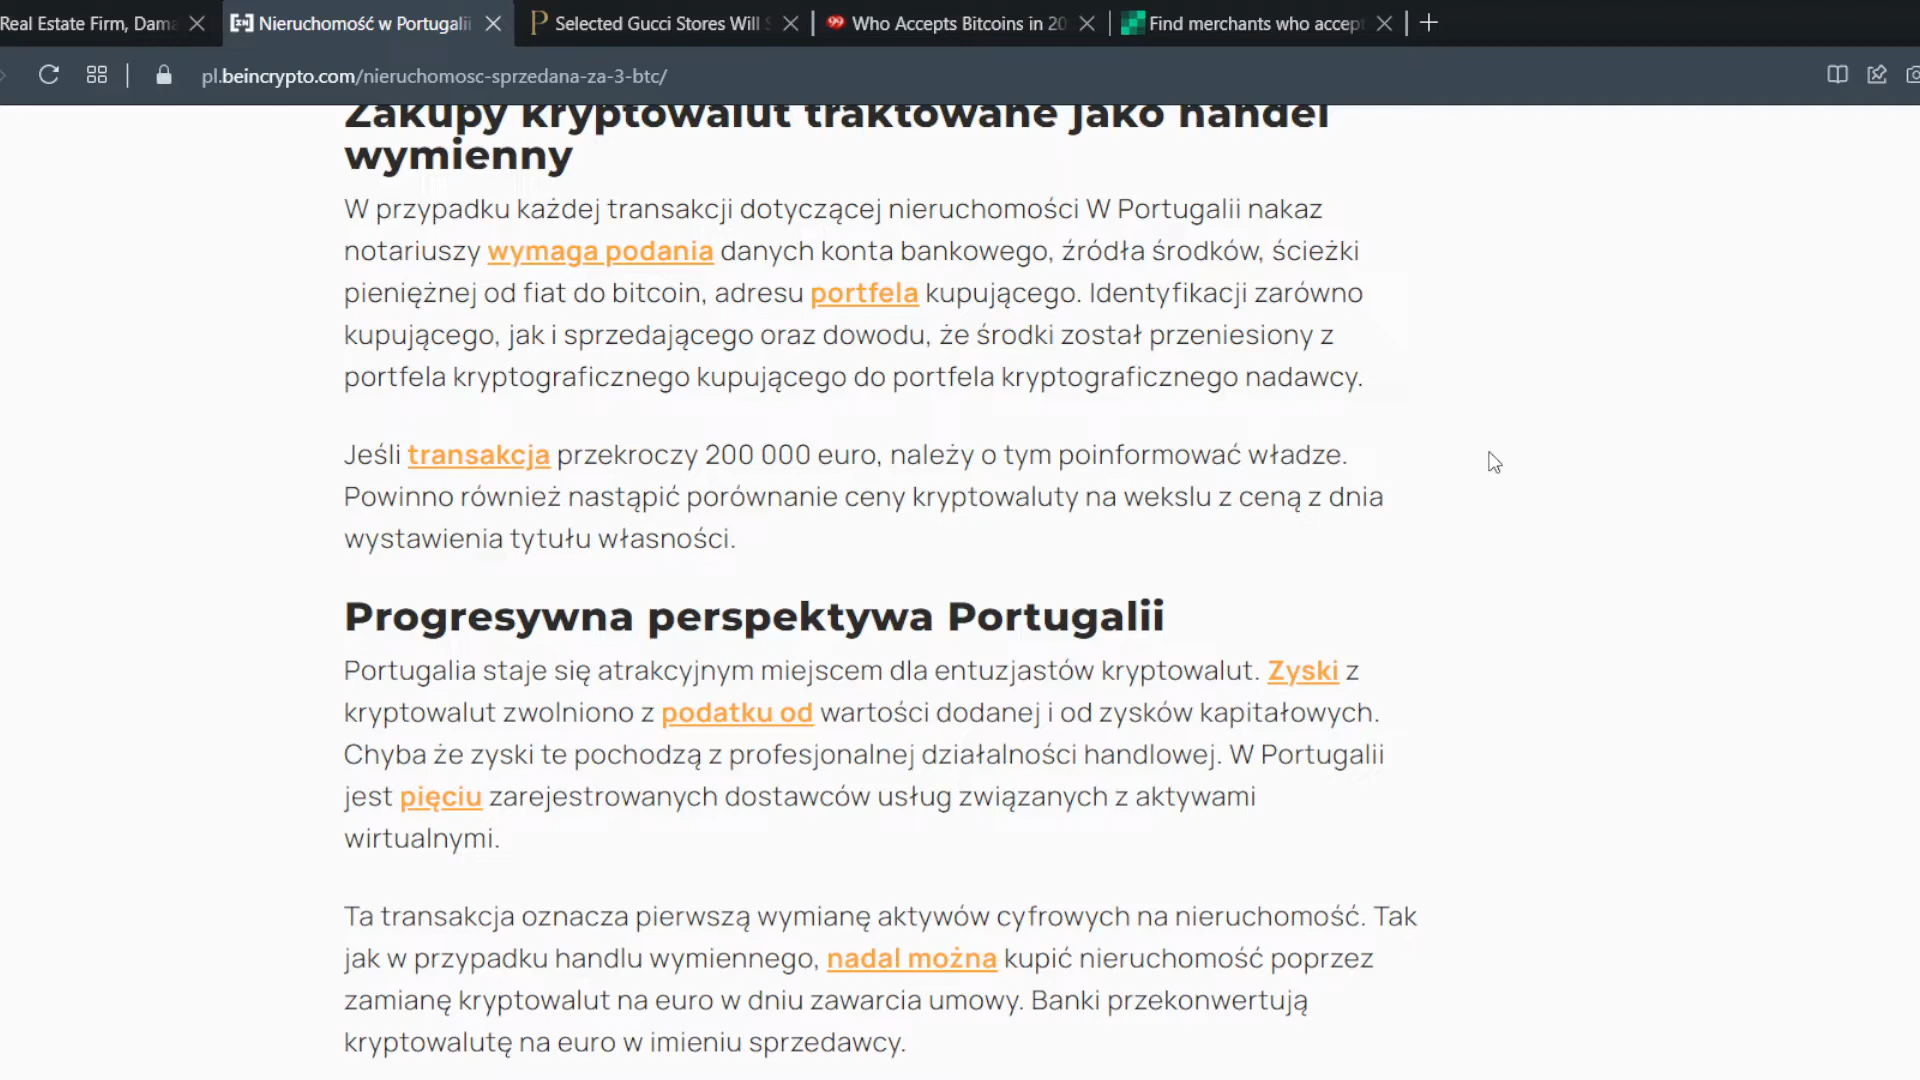 Real Estate Firm, Dama
Nieruchomość w Portugalii
Selected Gucci Stores Will S
Who Accepts Bitcoins in 20
Find merchants who accept
pl.beincrypto.com/nieruchomosc-sprzedana-za-3-btc/
Zakupy kryptowalut traktowane jako handel
wymienny
W przypadku każdej transakcji dotyczącej nieruchomości W Portugalii nakaz
notariuszy wymaga podania danych konta bankowego, źródła środków, ścieżki
pieniężnej od fiat do bitcoin, adresu portfela kupującego. Identyfikacji zarówno
kupującego, jak i sprzedającego oraz dowodu, że środki został przeniesiony z
portfela kryptograficznego kupującego do portfela kryptograficznego nadawcy.
Jeśli transakcja przekroczy 200 000 euro, należy o tym poinformować władze.
Powinno również nastąpić porównanie ceny kryptowaluty na wekslu z ceną z dnia
wystawienia tytułu własności.
Progresywna perspektywa Portugalii
Portugalia staje się atrakcyjnym miejscem dla entuzjastów kryptowalut. Zyski z
kryptowalut zwolniono z podatku od wartości dodanej i od zysków kapitałowych.
Chyba że zyski te pochodzą z profesjonalnej działalności handlowej. W Portugalii
jest pięciu zarejestrowanych dostawców usług związanych z aktywami
wirtualnymi.
Ta transakcja oznacza pierwszą wymianę aktywów cyfrowych na nieruchomość. Tak
jak w przypadku handlu wymiennego, nadal można kupić nieruchomość poprzez
zamianę kryptowalut na euro w dniu zawarcia umowy. Banki przekonwertują
kryptowalutę na euro w imieniu sprzedawcy.